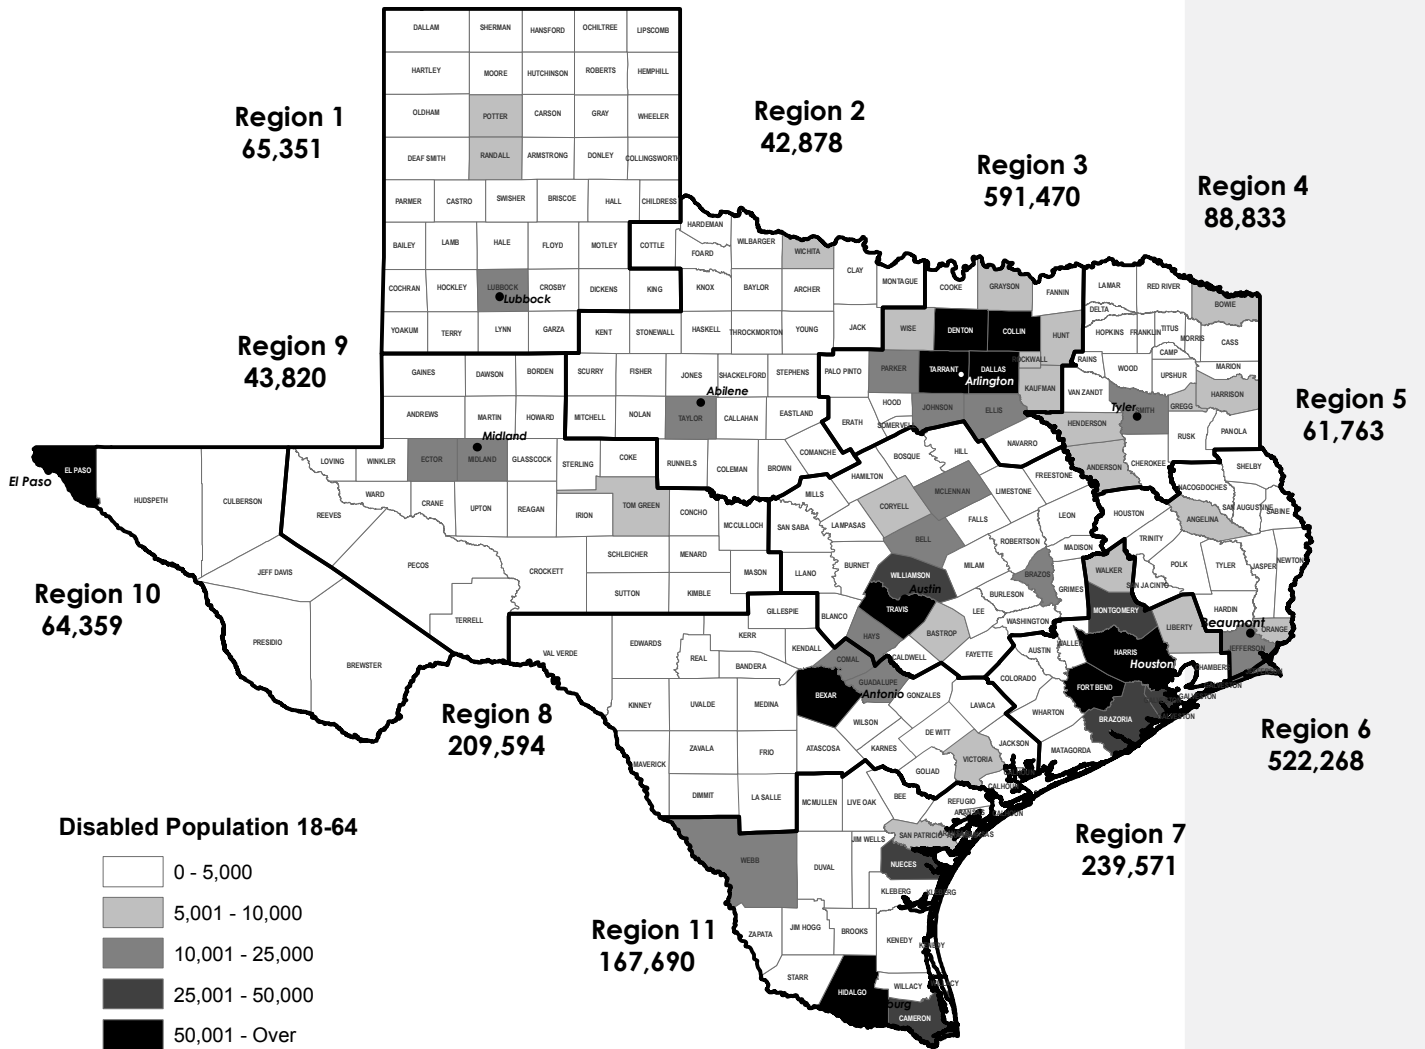 DALLAM SHERMAN HANSFORD OCHILTREE LIPSCOMB
HARTLEY MOORE HUTCHINSON ROBERTS HEMPHILL
Region 1
65,351
OLDHAM POTTER CARSON GRAY WHEELER
Region 2
42,878
DEAF SMITH RANDALL ARMSTRONG DONLEY COLLINGSWORTH
Region 3
591,470
Region 4
88,833
PARMER CASTRO SWISHER BRISCOE HALL CHILDRESS
BAILEY LAMB HALE FLOYD MOTLEY COTTLE HARDEMAN FOARD WILBARGER WICHITA CLAY MONTAGUE COOKE GRAYSON FANNIN LAMAR RED RIVER BOWIE
COCHRAN HOCKLEY LUBBOCK CROSBY DICKENS KING KNOX BAYLOR ARCHER
Lubbock
DELTA HOPKINS FRANKLIN TITUS MORRIS CASS
YOAKUM TERRY LYNN GARZA KENT STONEWALL HASKELL THROCKMORTON YOUNG JACK WISE DENTON COLLIN HUNT
Region 9
43,820
ROCKWALL RAINS WOOD CAMP UPSHUR MARION
GAINES DAWSON BORDEN SCURRY FISHER JONES SHACKELFORD STEPHENS PALO PINTO PARKER TARRANT DALLAS KAUFMAN VAN ZANDT HARRISON
Abilene
Arlington
Region 5
61,763
ANDREWS MARTIN HOWARD MITCHELL NOLAN TAYLOR CALLAHAN EASTLAND ERATH HOOD SOMERVELL JOHNSON ELLIS HENDERSON SMITH GREGG
Tyler
RUSK PANOLA
Midland
LOVING WINKLER ECTOR MIDLAND GLASSCOCK STERLING COKE RUNNELS COLEMAN BROWN COMANCHE BOSQUE HILL NAVARRO ANDERSON CHEROKEE SHELBY
EL PASO
El Paso
HUDSPETH CULBERSON REEVES WARD CRANE UPTON REAGAN IRION TOM GREEN CONCHO MCCULLOCH MILLS HAMILTON CORYELL MCLENNAN LIMESTONE FREESTONE NACOGDOCHES SAN AUGUSTINE SABINE
SAN SABA LAMPASAS BELL FALLS LEON HOUSTON ANGELINA
JEFF DAVIS PECOS CROCKETT SCHLEICHER MENARD MASON LLANO BURNET WILLIAMSON MILAM ROBERTSON MADISON WALKER TRINITY POLK TYLER JASPER NEWTON
Region 10
64,359
SUTTON KIMBLE GILLESPIE BLANCO TRAVIS
Austin
BURLESON BRAZOS GRIMES SAN JACINTO
PRESIDIO BREWSTER TERRELL VAL VERDE EDWARDS KERR KENDALL HAYS BASTROP LEE WASHINGTON MONTGOMERY LIBERTY HARDIN ORANGE
Beaumont
JEFFERSON
REAL BANDERA COMAL CALDWELL FAYETTE AUSTIN WALLER HARRIS
Houston
KINNEY UVALDE MEDINA BEXAR GUADALUPE GONZALES COLORADO FORT BEND
Antonio
Region 8
209,594
WILSON LAVACA WHARTON BRAZORIA
Region 6
522,268
MAVERICK ZAVALA FRIO ATASCOSA KARNES DE WITT JACKSON MATAGORDA
GOLIAD VICTORIA CALHOUN
DIMMIT LA SALLE MCMULLEN LIVE OAK BEE REFUGIO
Region 7
239,571
WEBB DUVAL JIM WELLS SAN PATRICIO NUECES
KLEBERG KLEBERG
Region 11
167,690
ZAPATA JIM HOGG BROOKS KENEDY KENEDY
STARR HIDALGO WILLACY WILLACY
burg
CAMERON
Disabled Population 18-64
0 - 5,000
5,001 - 10,000
10,001 - 25,000
25,001 - 50,000
50,001 - Over